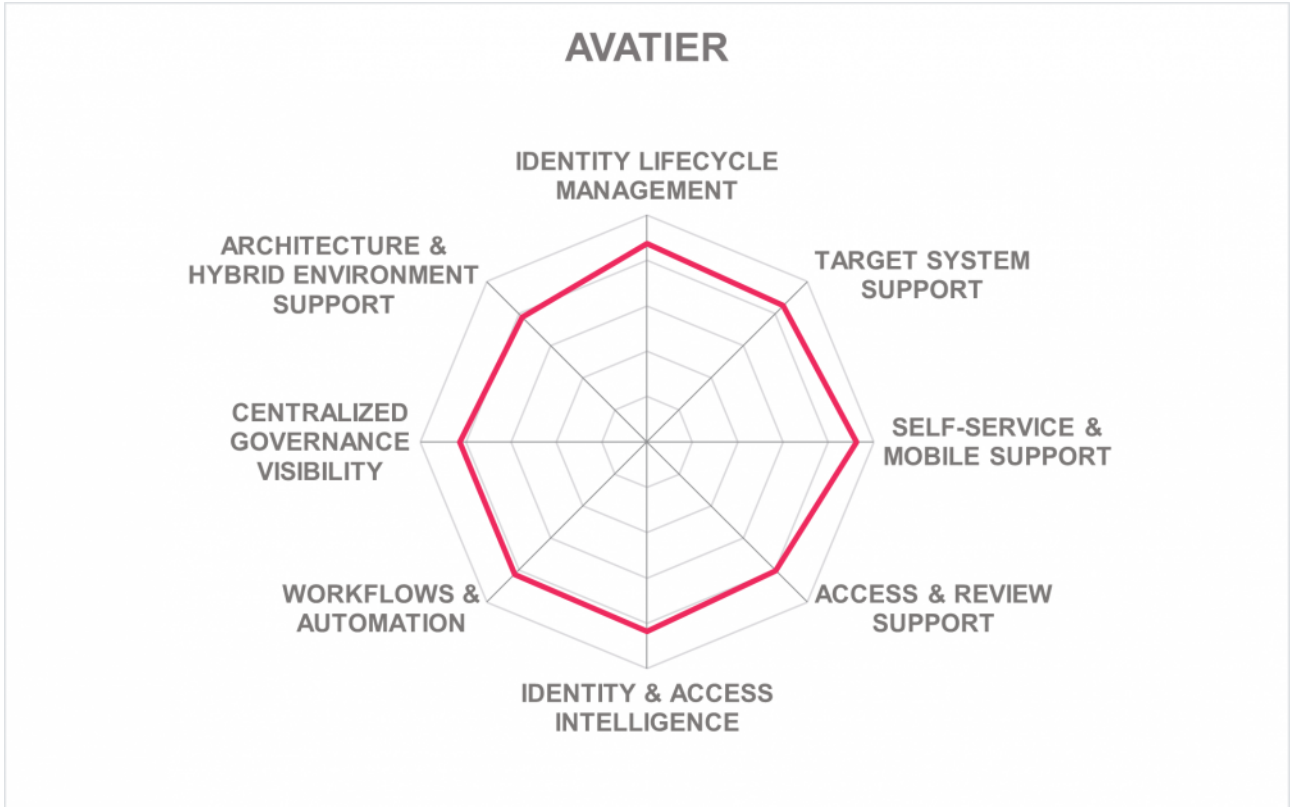 AVATIER
IDENTITY LIFECYCLE
MANAGEMENT
ARCHITECTURE &
HYBRID ENVIRONMENT
SUPPORT
TARGET SYSTEM
SUPPORT
CENTRALIZED
GOVERNANCE
VISIBILITY
SELF-SERVICE &
MOBILE SUPPORT
WORKFLOWS &
AUTOMATION
ACCESS & REVIEW
SUPPORT
IDENTITY & ACCESS
INTELLIGENCE